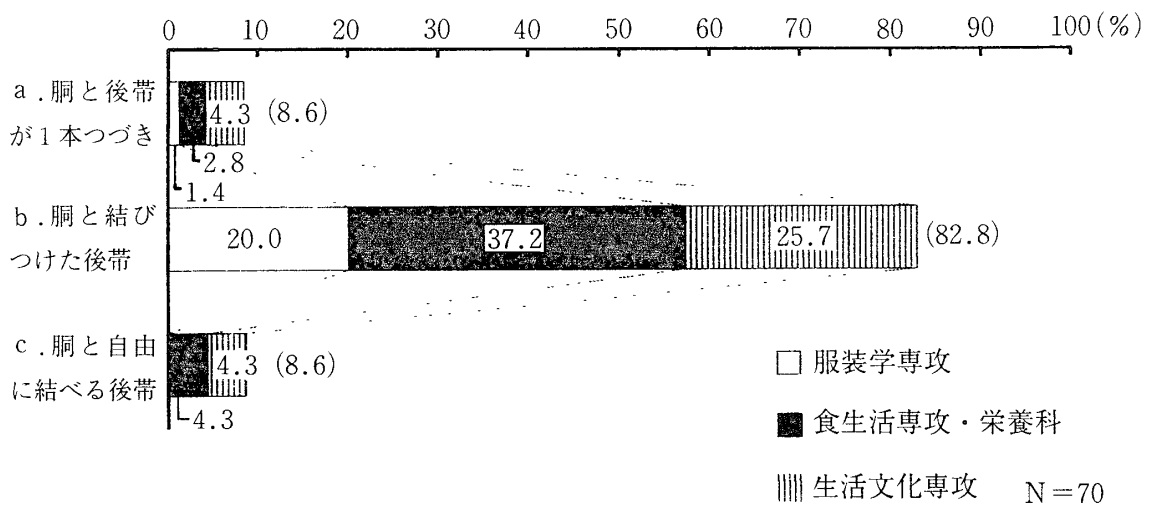 0 10 20 30 40 50 60 70 80 90 100(%)
a.胴と後帯
が1本つづき
4.3 (8.6)
2.8
1.4
b.胴と結び
つけた後帯
20.0 37.2 25.7 (82.8)
c.胴と自由
に結べる後帯
4.3 (8.6)
4.3
服装学専攻
食生活専攻・栄養科
生活文化専攻 N=70